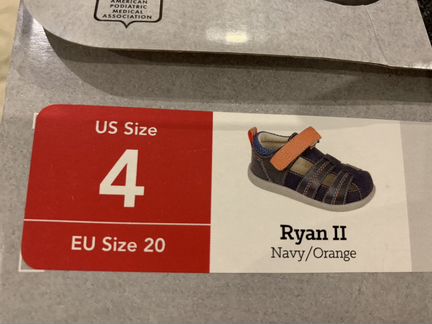 AMERICAN
PODIATRIC
MEDICAL
ASSOCIATION
US Size
4
EU Size 20
Ryan II
Navy/Orange